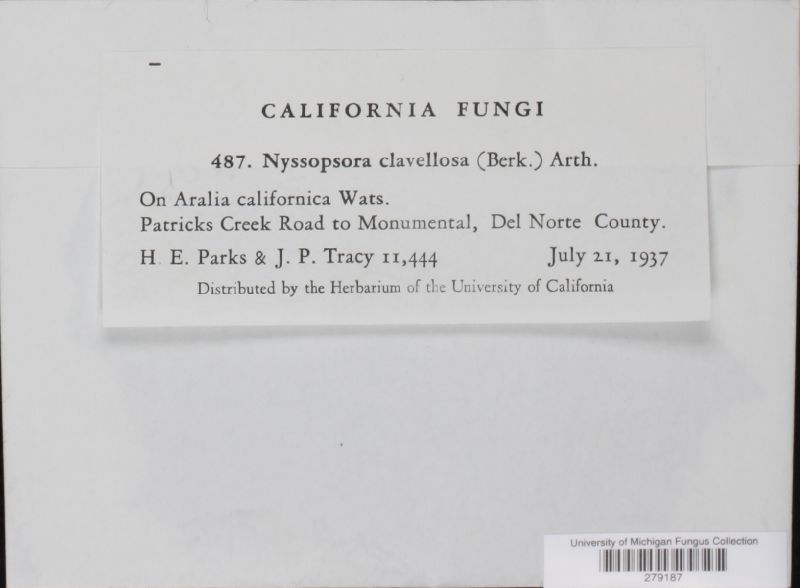 CALIFORNIA FUNGI
487. Nyssopsora clavellosa (Berk.) Arth.
On Aralia californica Wats.
Patricks Creek Road to Monumental, Del Norte County.
H. E. Parks & J. P. Tracy 11,444 July 21, 1937
Distributed by the Herbarium of the University of California
University of Michigan Fungus Collection
279187